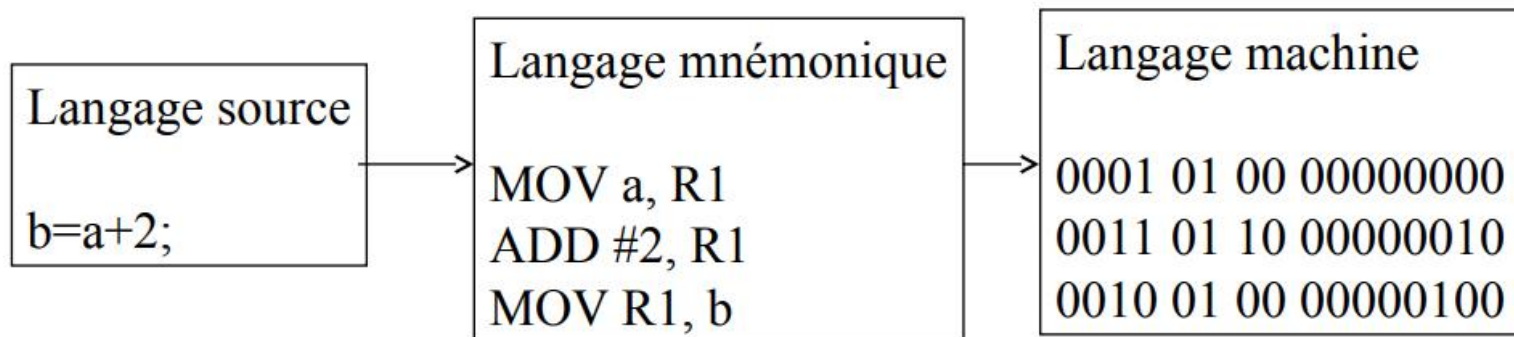 Langage source
b=a+2;
Langage mnémonique
MOV a, R1
ADD #2, R1
MOV R1, b
Langage machine
0001 01 00 00000000
0011 01 10 00000010
0010 01 00 00000100